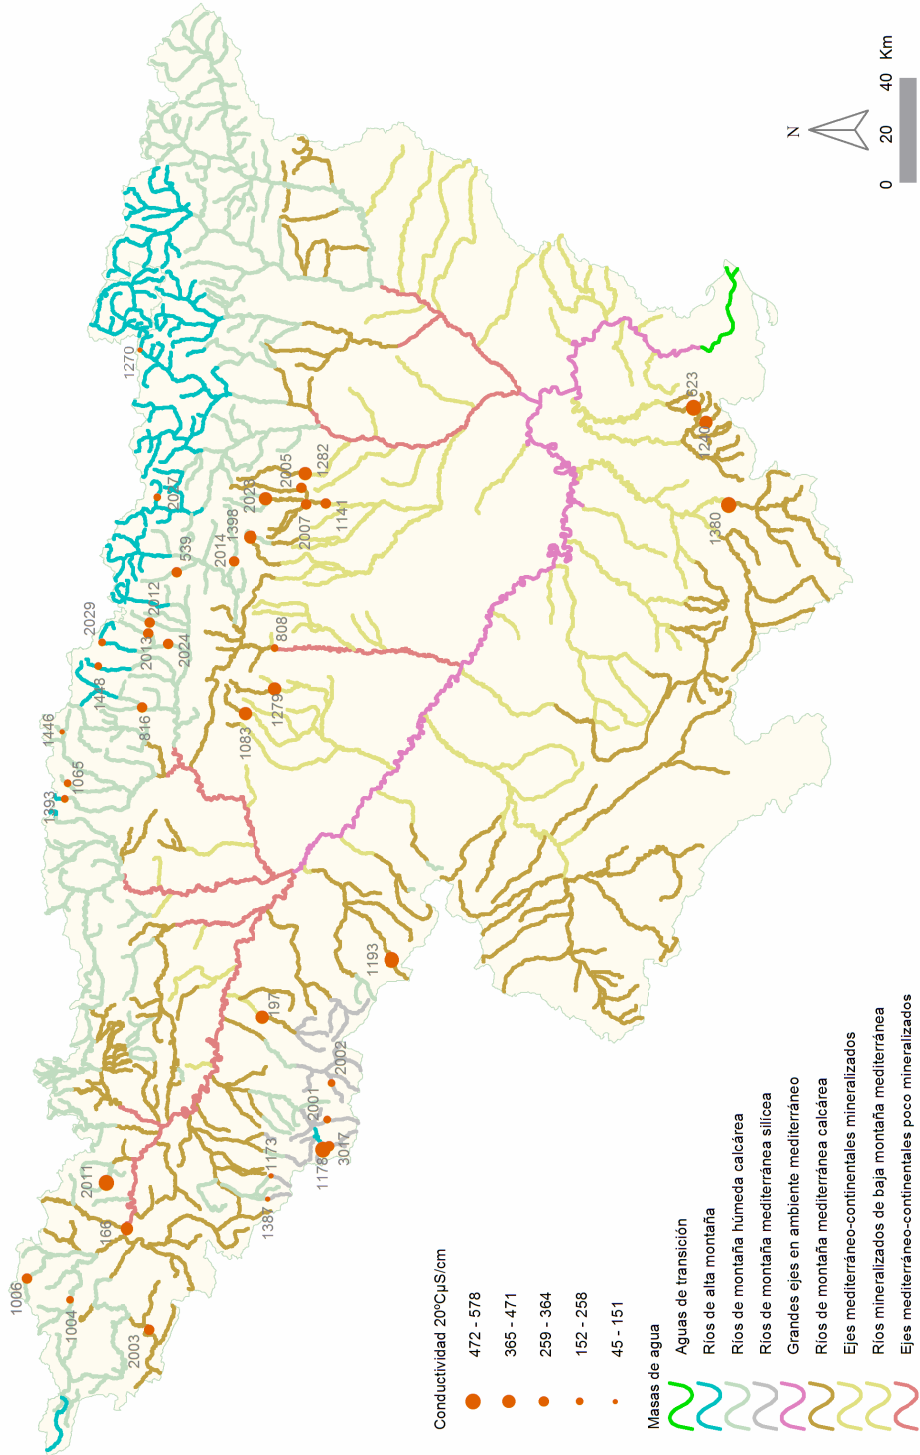 N
0 20 40 Km
1270
2027
539
2029
2012
2013
2024
1448
816
1446
1065
1393
2005
1282
2028
1398
2014
2007
1141
808
1279
1083
623
1240
1380
1193
197
2002
2001
3017
1178
1173
1387
2011
166
1006
1004
2003
Conductividad 20ºCµS/cm
472 - 578
365 - 471
259 - 364
152 - 258
45 - 151
Masas de agua
Aguas de transición
Ríos de alta montaña
Ríos de montaña húmeda calcárea
Ríos de montaña mediterránea silícea
Grandes ejes en ambiente mediterráneo
Ríos de montaña mediterránea calcárea
Ejes mediterráneo-continentales mineralizados
Ríos mineralizados de baja montaña mediterránea
Ejes mediterráneo-continentales poco mineralizados